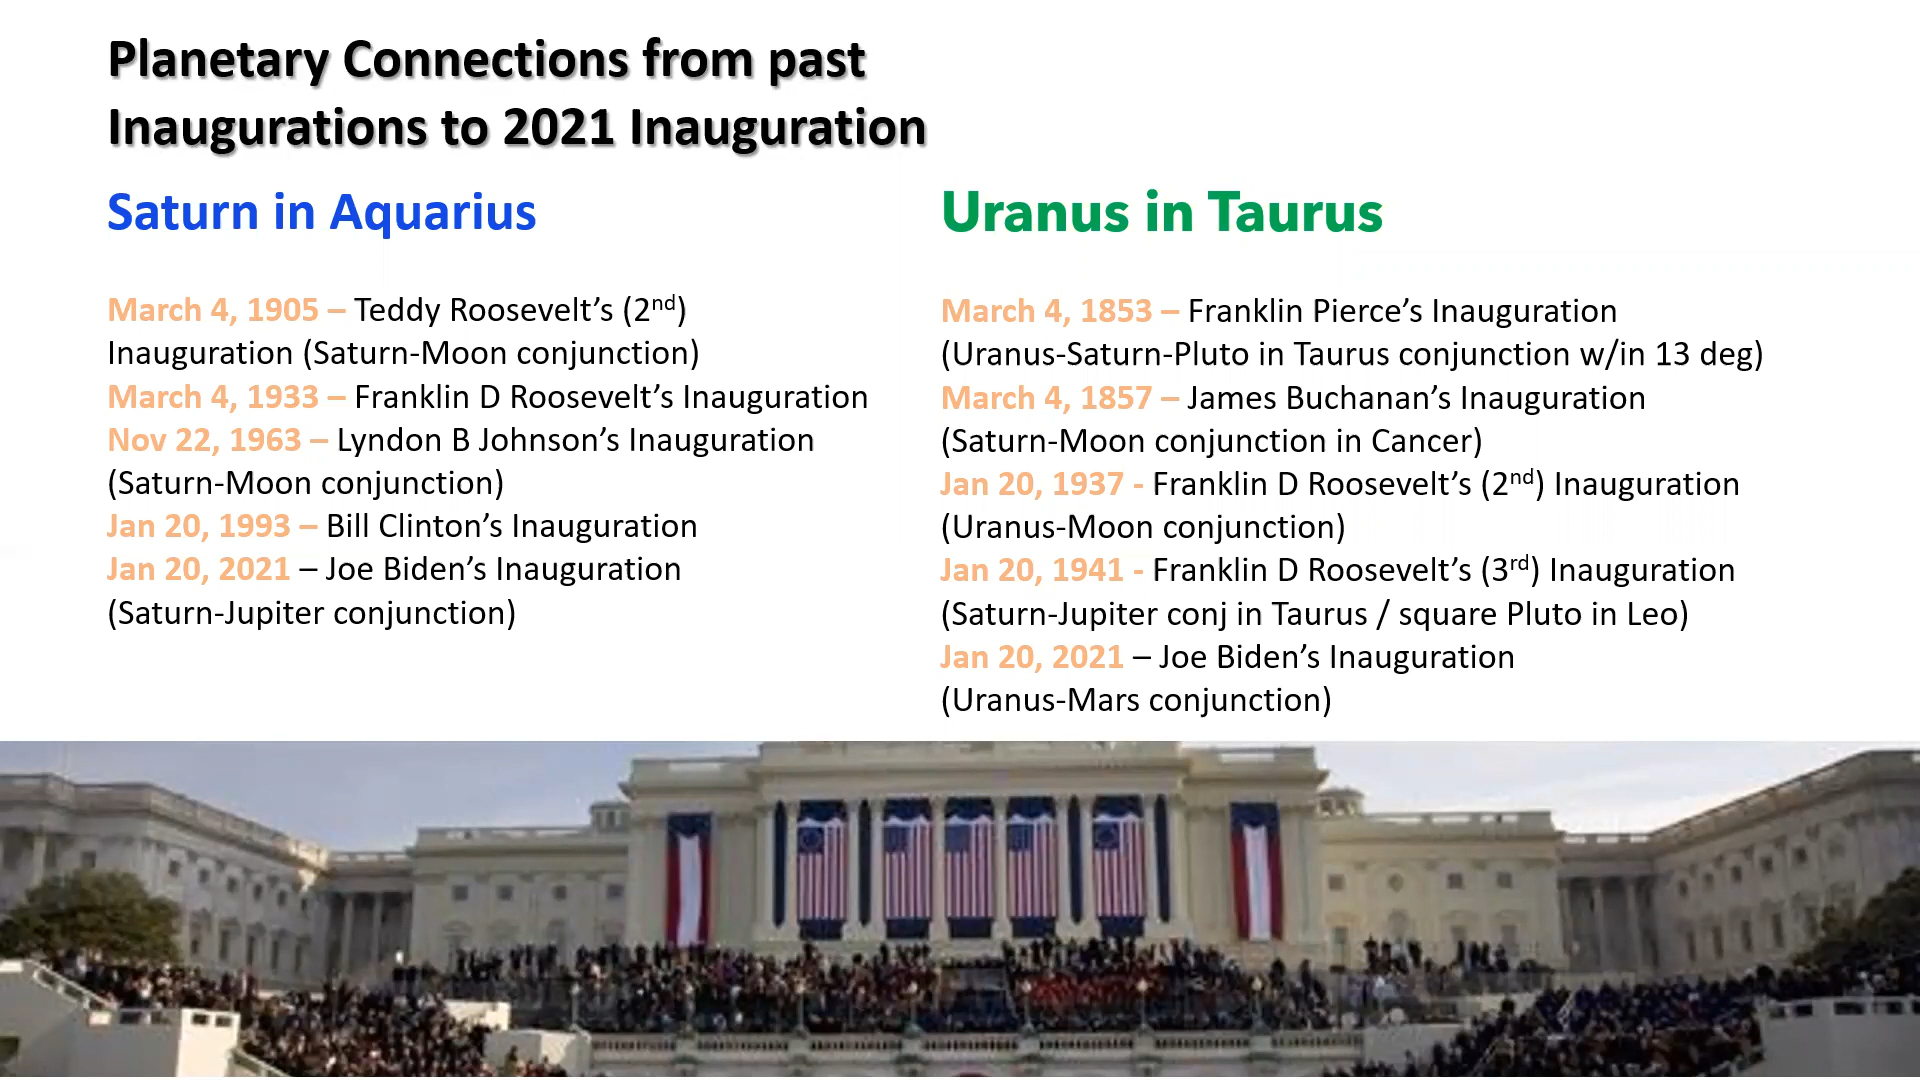 Planetary Connections from past
Inaugurations to 2021 Inauguration
Saturn in Aquarius
March 4, 1905 – Teddy Roosevelt’s (2nd)
Inauguration (Saturn-Moon conjunction)
March 4, 1933 – Franklin D Roosevelt’s Inauguration
Nov 22, 1963 – Lyndon B Johnson’s Inauguration
(Saturn-Moon conjunction)
Jan 20, 1993 – Bill Clinton’s Inauguration
Jan 20, 2021 – Joe Biden’s Inauguration
(Saturn-Jupiter conjunction)
Uranus in Taurus
March 4, 1853 – Franklin Pierce’s Inauguration
(Uranus-Saturn-Pluto in Taurus conjunction w/in 13 deg)
March 4, 1857 – James Buchanan’s Inauguration
(Saturn-Moon conjunction in Cancer)
Jan 20, 1937 - Franklin D Roosevelt’s (2nd) Inauguration
(Uranus-Moon conjunction)
Jan 20, 1941 - Franklin D Roosevelt’s (3rd) Inauguration
(Saturn-Jupiter conj in Taurus / square Pluto in Leo)
Jan 20, 2021 – Joe Biden’s Inauguration
(Uranus-Mars conjunction)